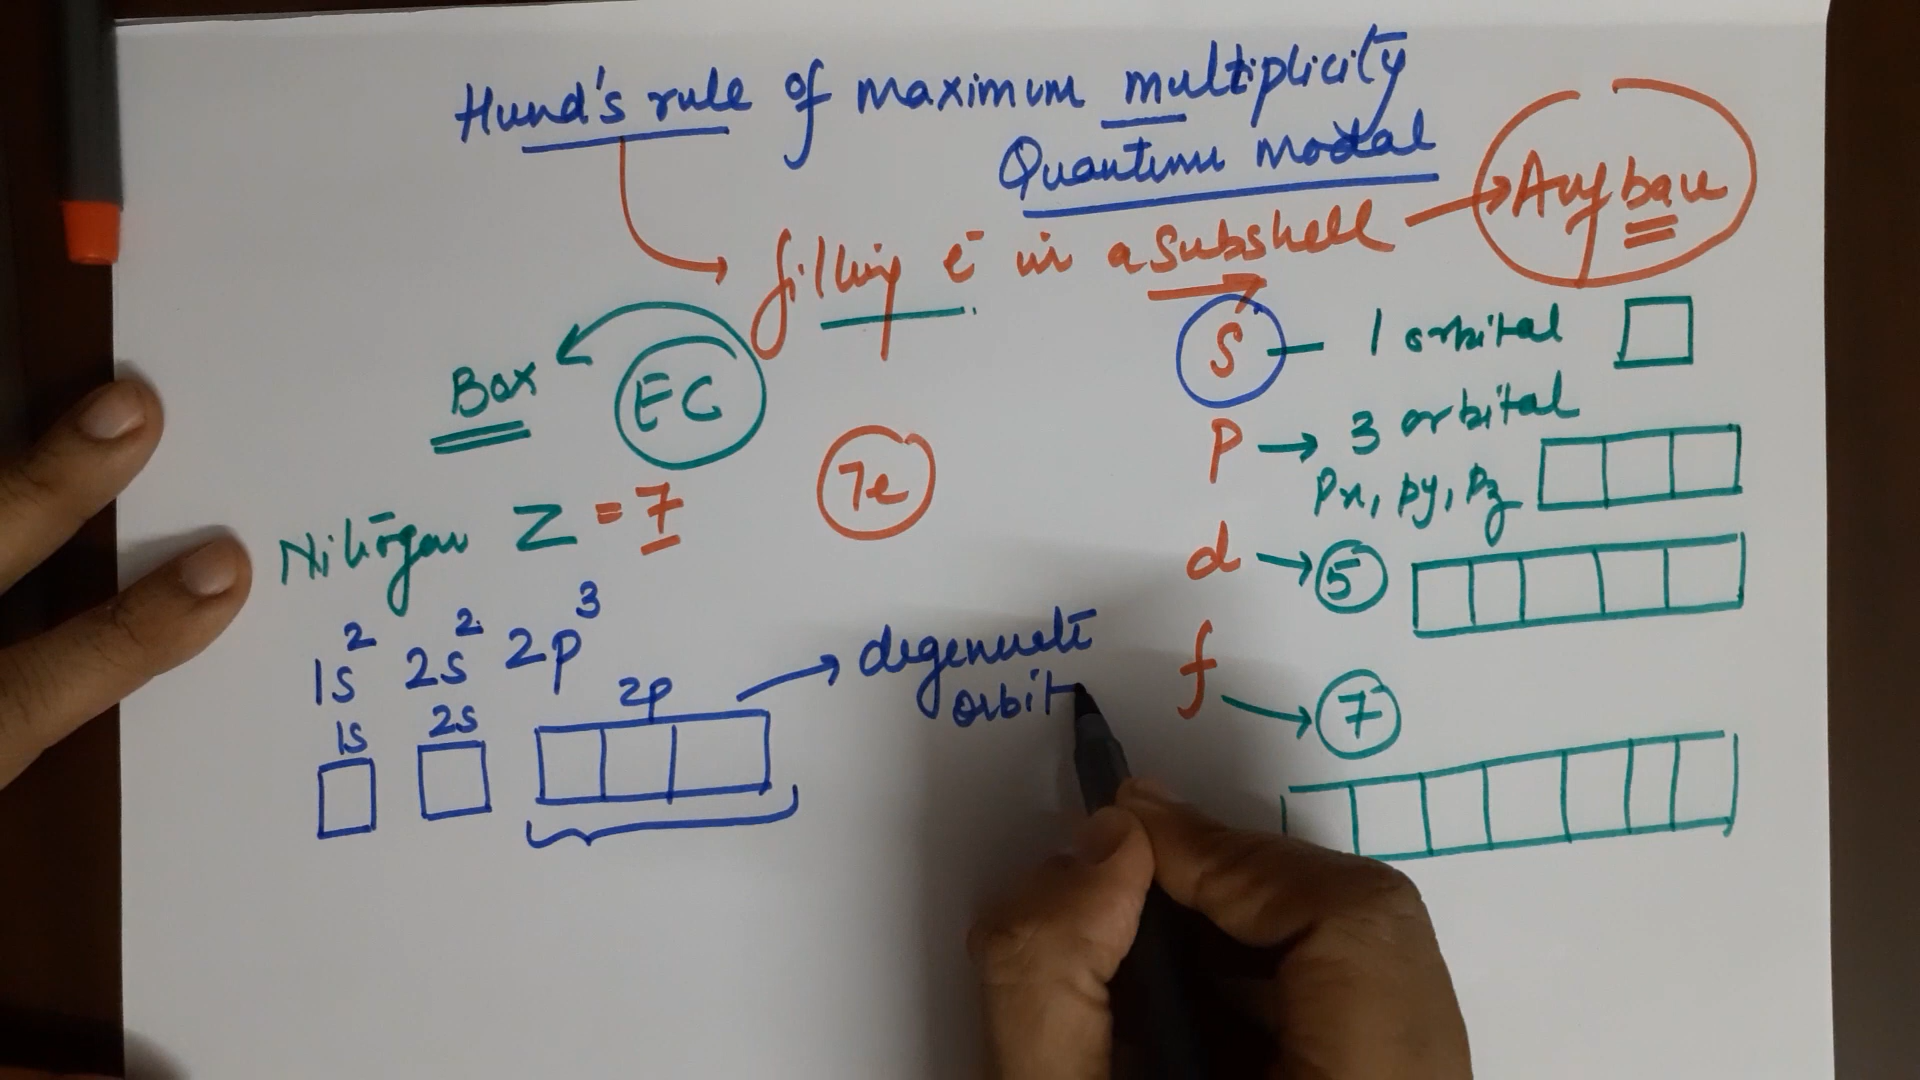 Hund's rule of maximum multiplicity
Quantum modal
filling e⁻ in a subshell → Aufbau
Box
EC
S — 1 orbital
P → 3 orbital
Px, Py, Pz
7e
Nitrogen Z = 7
d → 5
f → 7
1s² 2s² 2p³
1s 2s 2p
degenerate
orbit